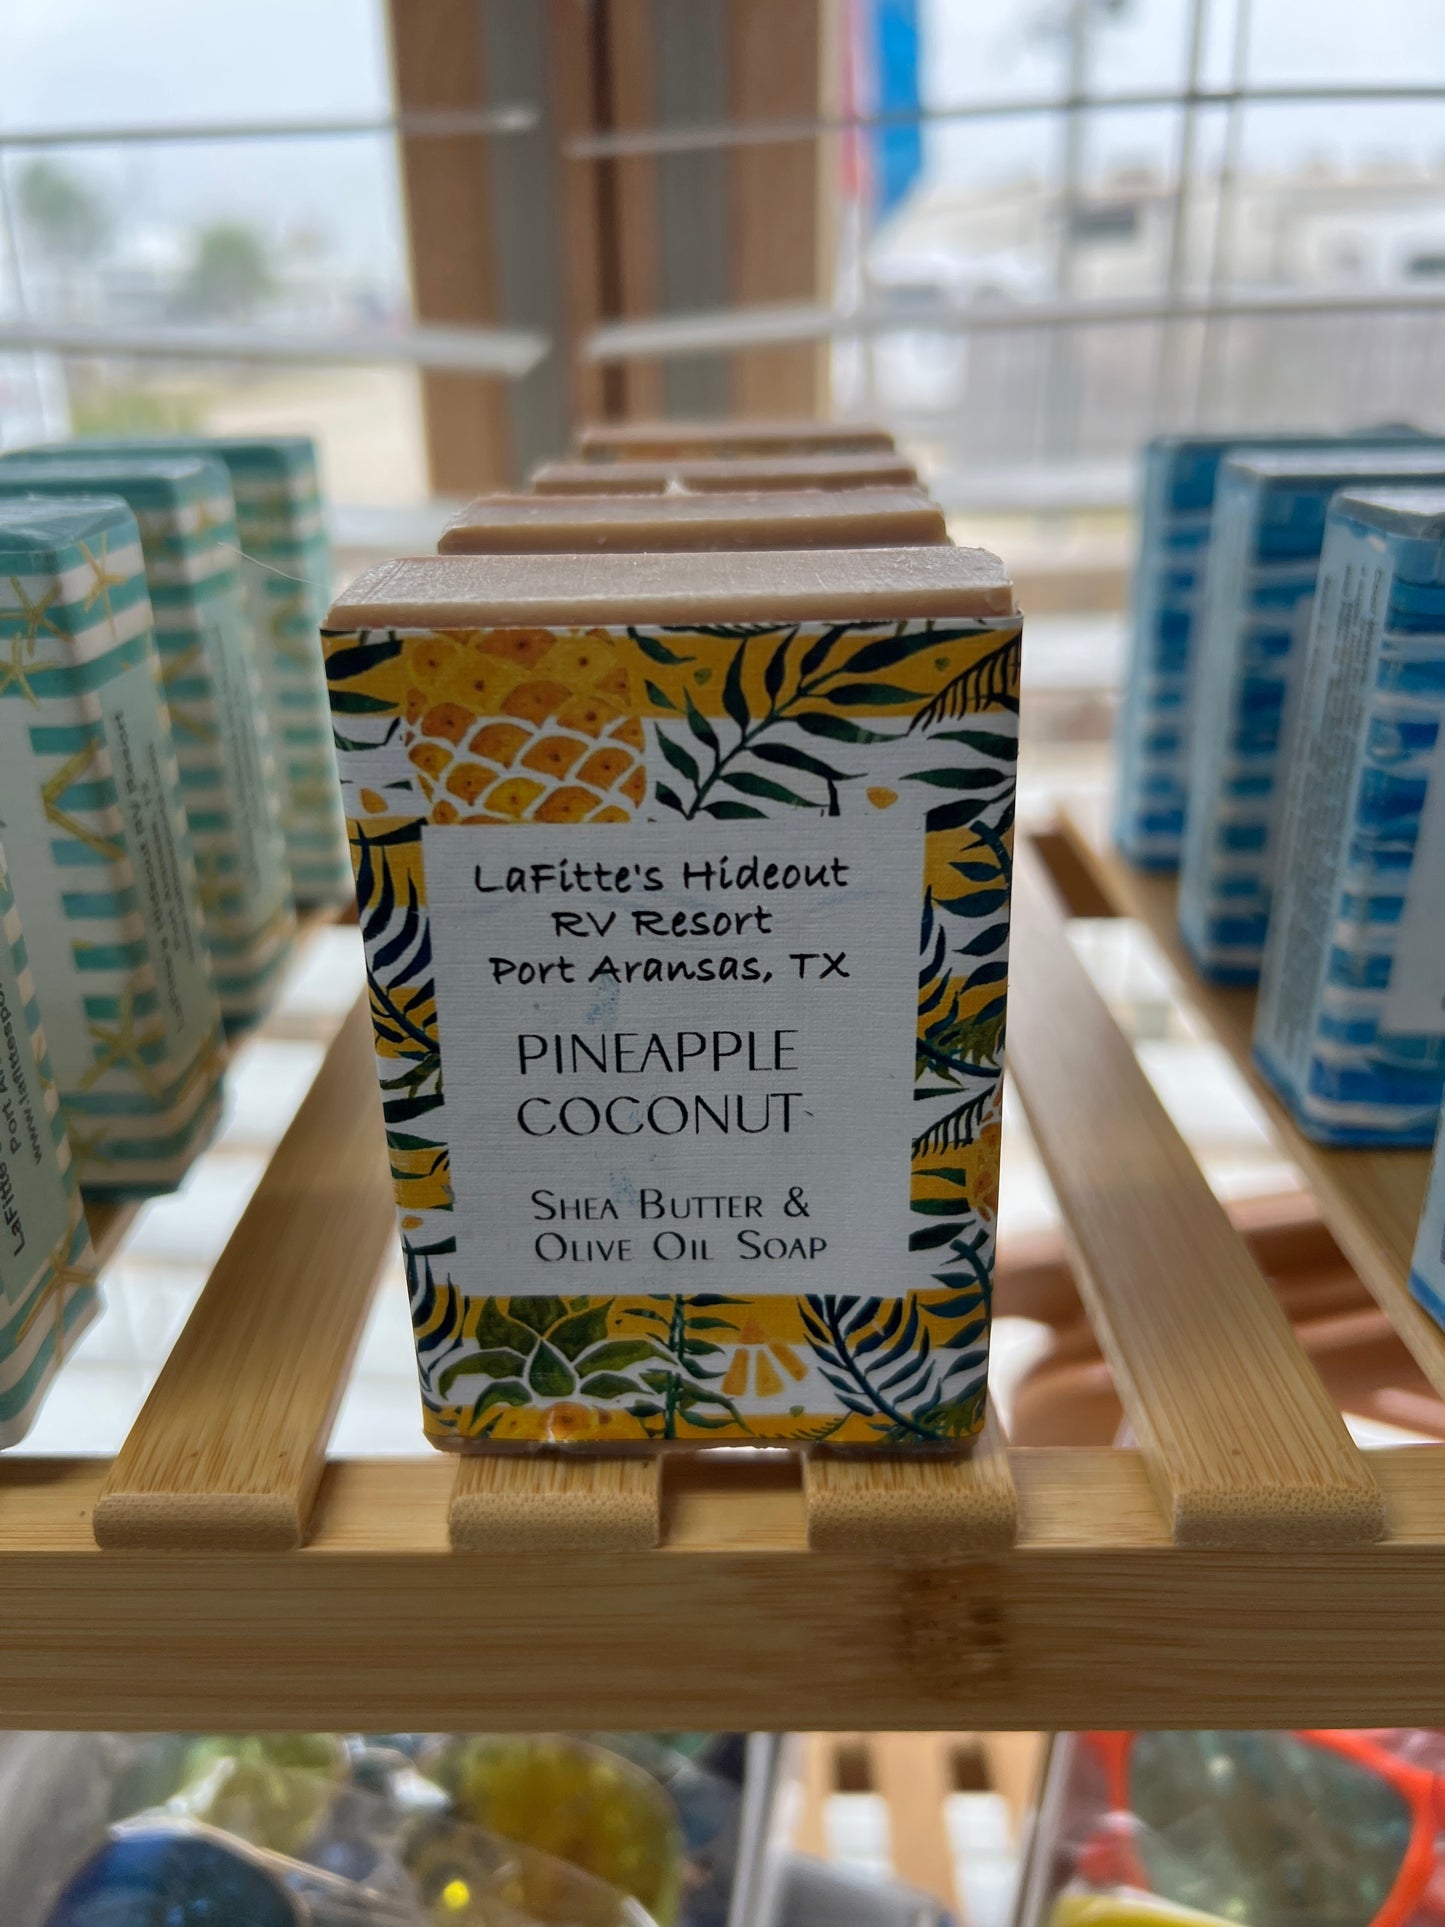 LaFitte's Hideout
RV Resort
Port Aransas, TX
PINEAPPLE
COCONUT
SHEA BUTTER &
OLIVE OIL SOAP